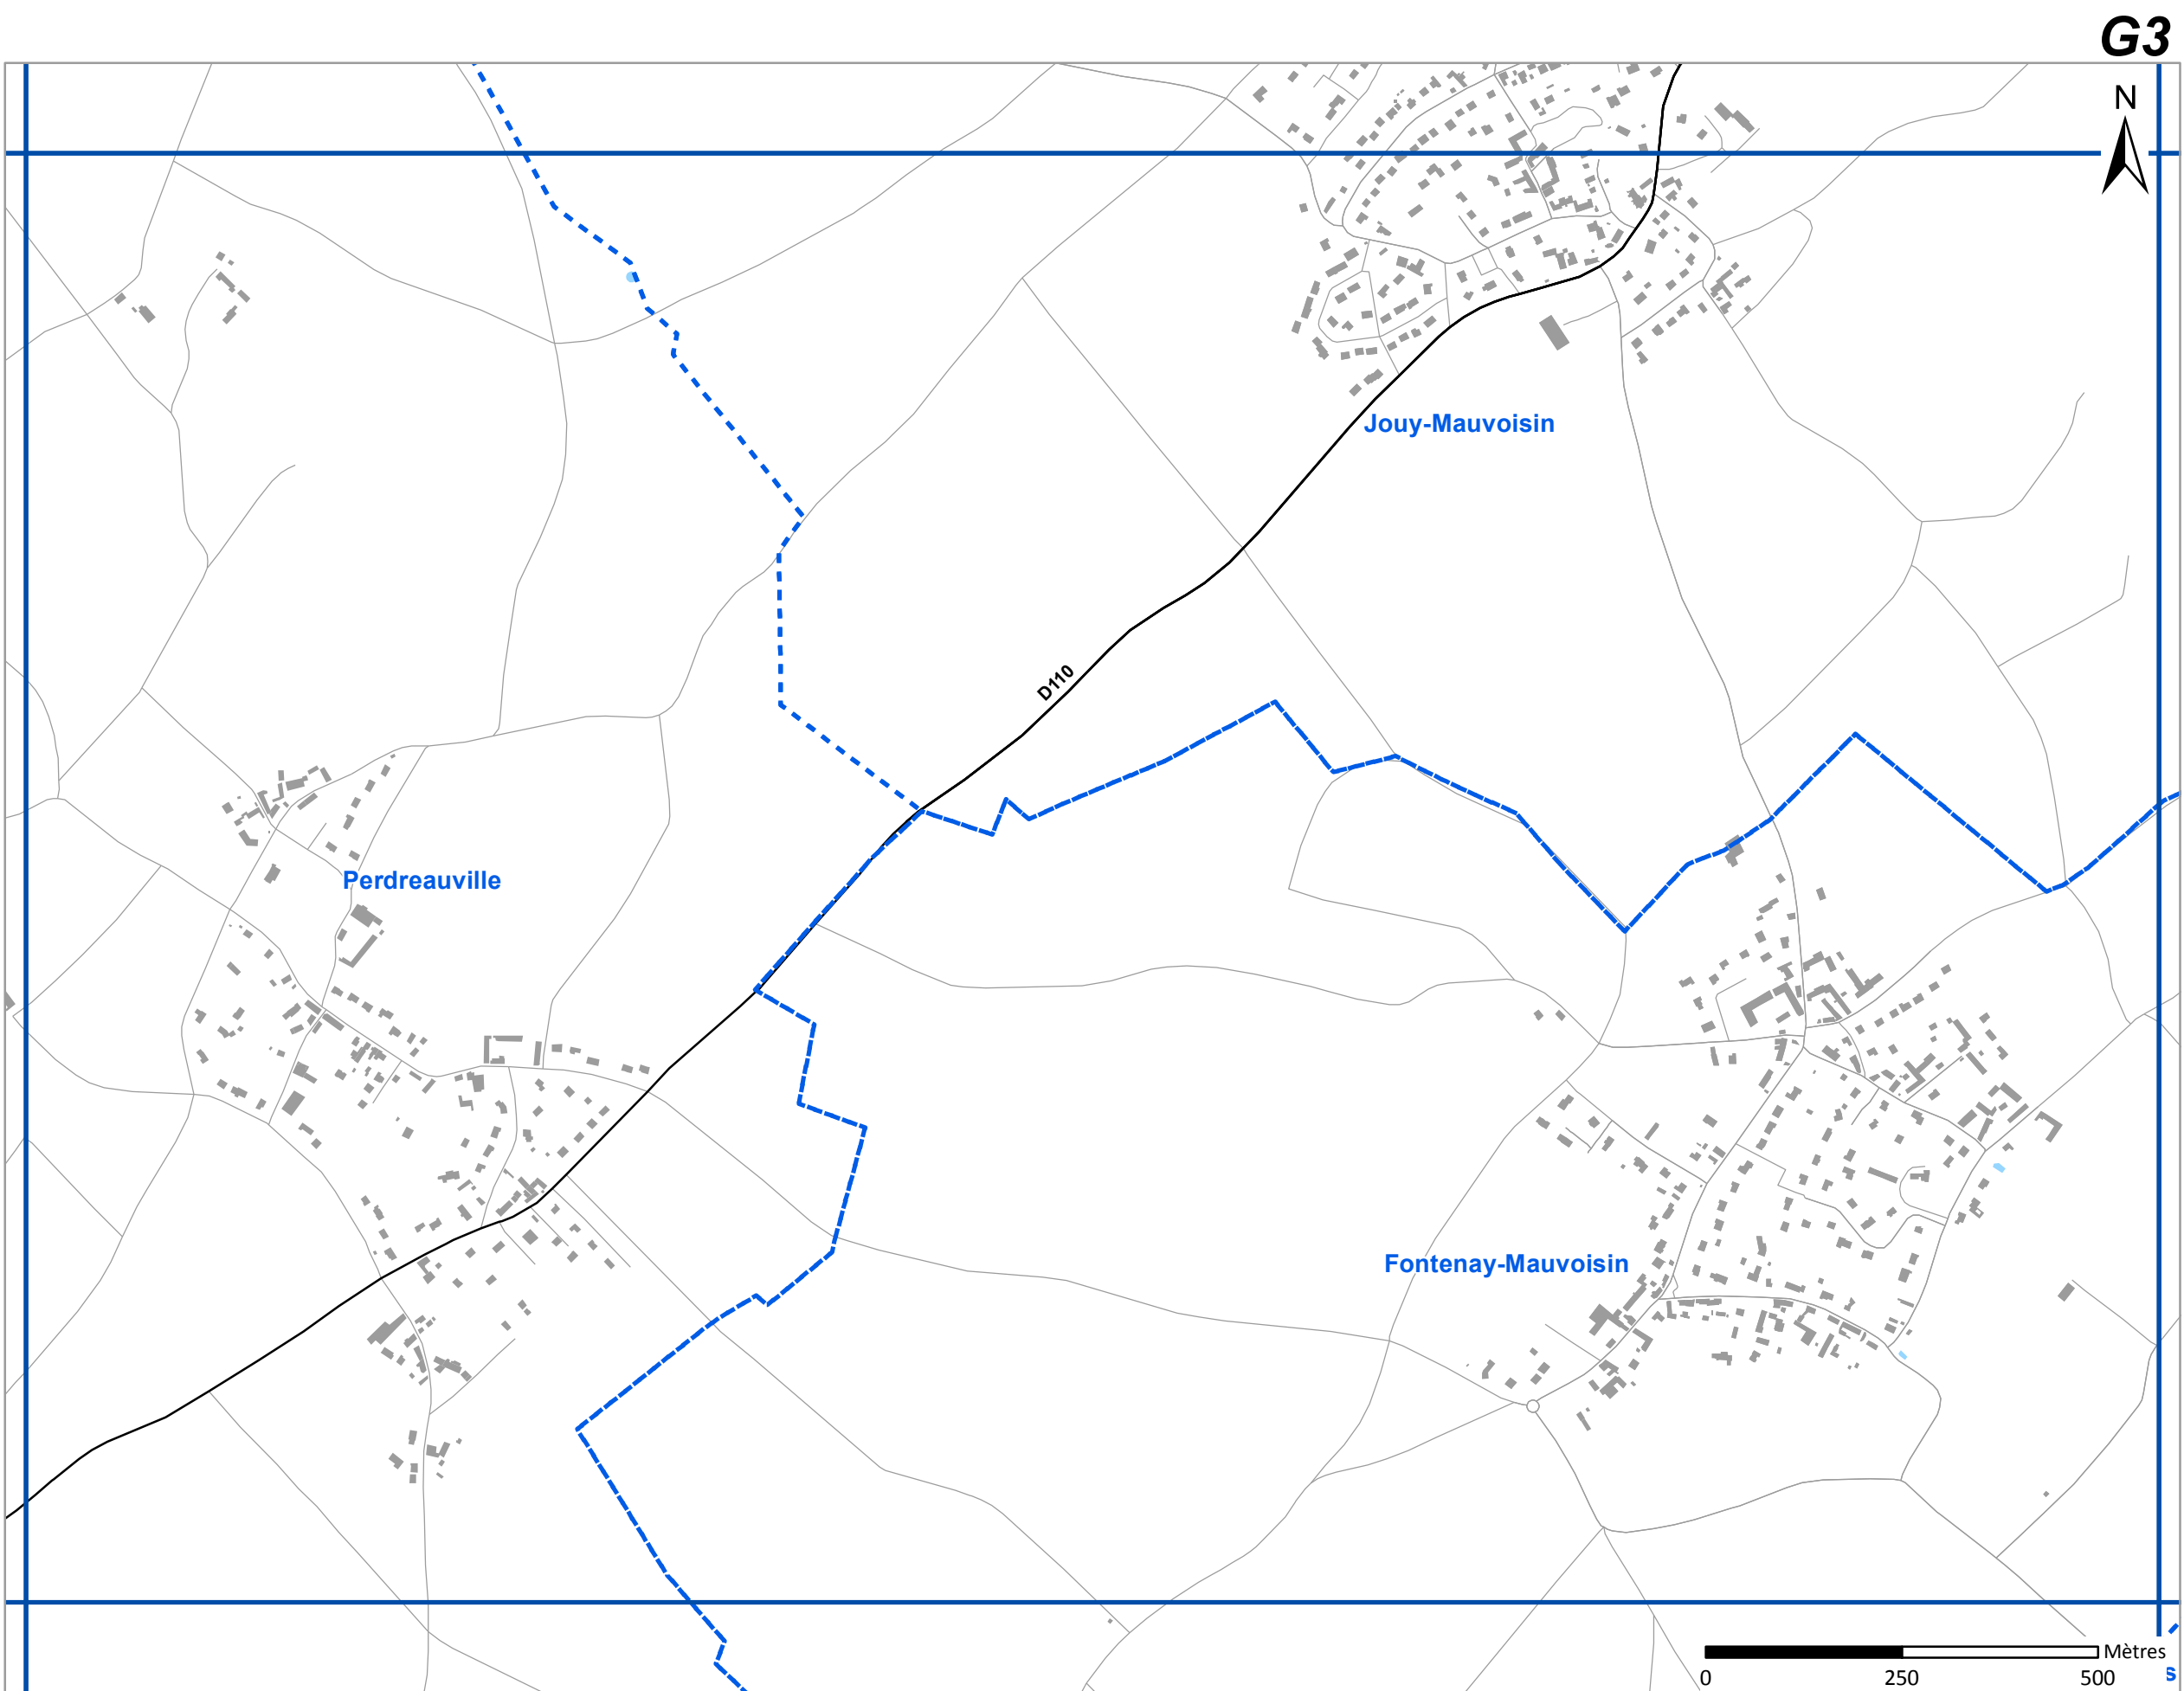 G3
N
Jouy-Mauvoisin
D110
Perdreauville
Fontenay-Mauvoisin
Mètres
0 250 500
s